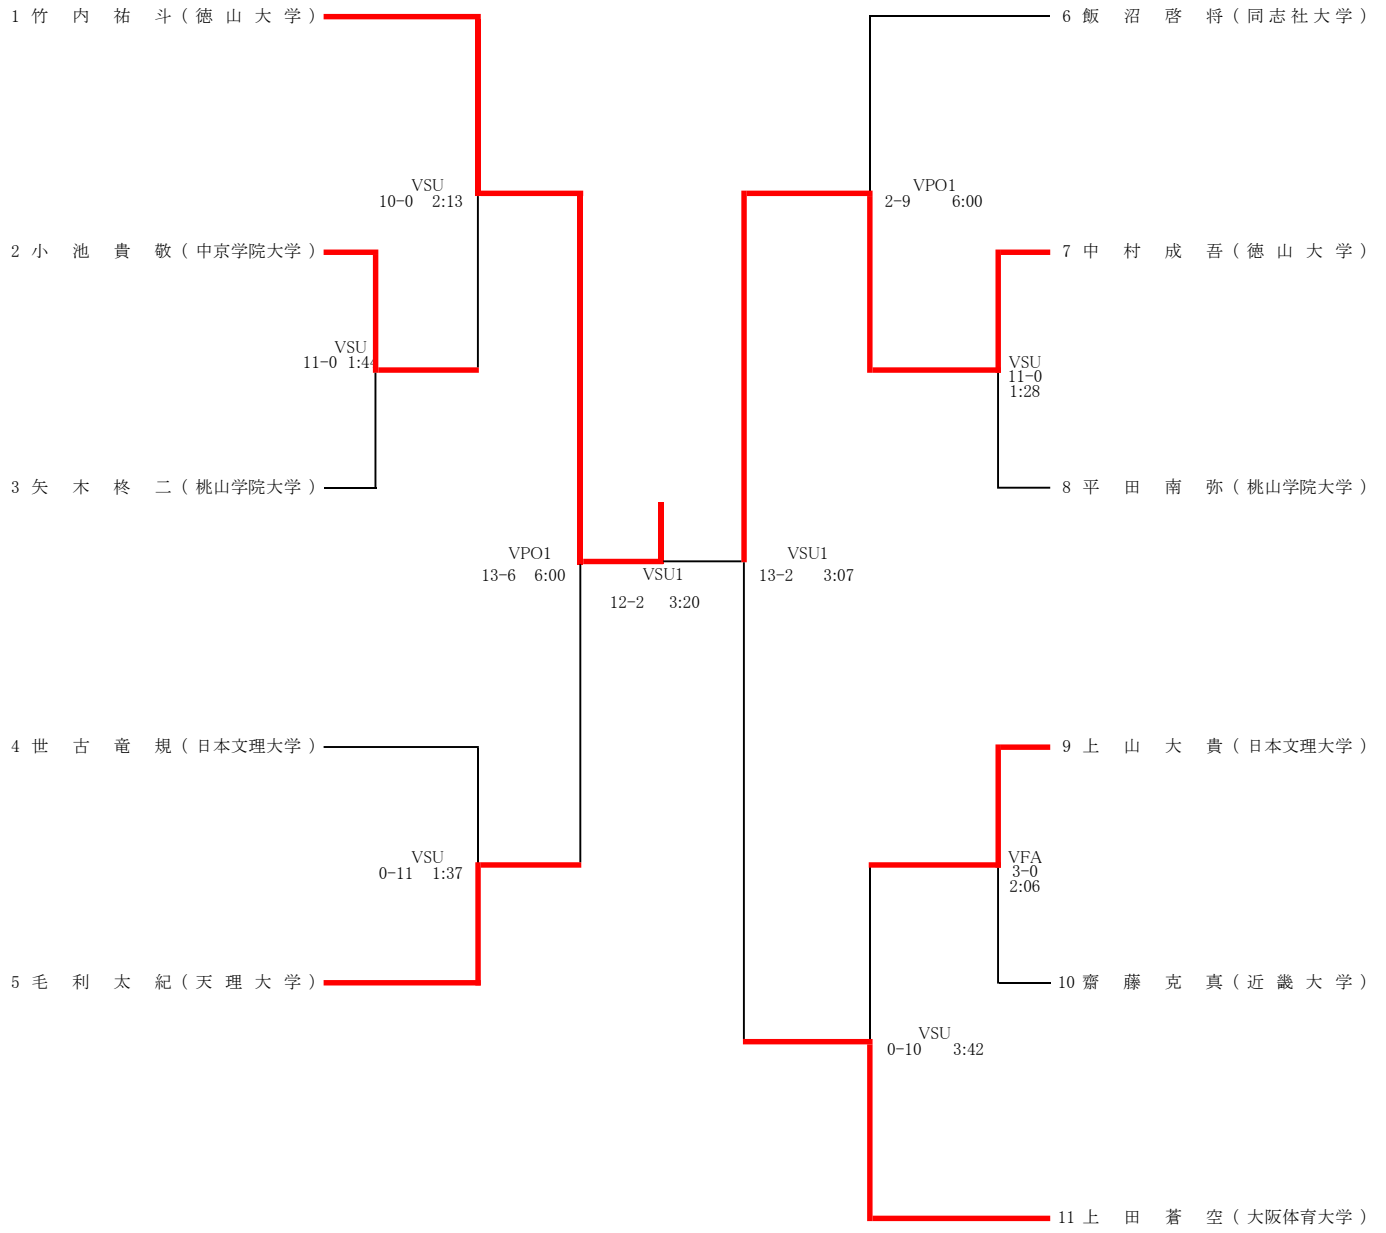 1 竹内祐斗（徳山大学）
VSU
10-0 2:13
2 小池貴敬（中京学院大学）
VSU
11-0 1:44
3 矢木柊二（桃山学院大学）
VPO1
13-6 6:00
4 世古竜規（日本文理大学）
VSU
0-11 1:37
5 毛利太紀（天理大学）
VSU1
12-2 3:20
6 飯沼啓将（同志社大学）
VPO1
2-9 6:00
7 中村成吾（徳山大学）
VSU
11-0
1:28
8 平田南弥（桃山学院大学）
VSU1
13-2 3:07
9 上山大貴（日本文理大学）
VFA
3-0
2:06
10 齋藤克真（近畿大学）
VSU
0-10 3:42
11 上田蒼空（大阪体育大学）